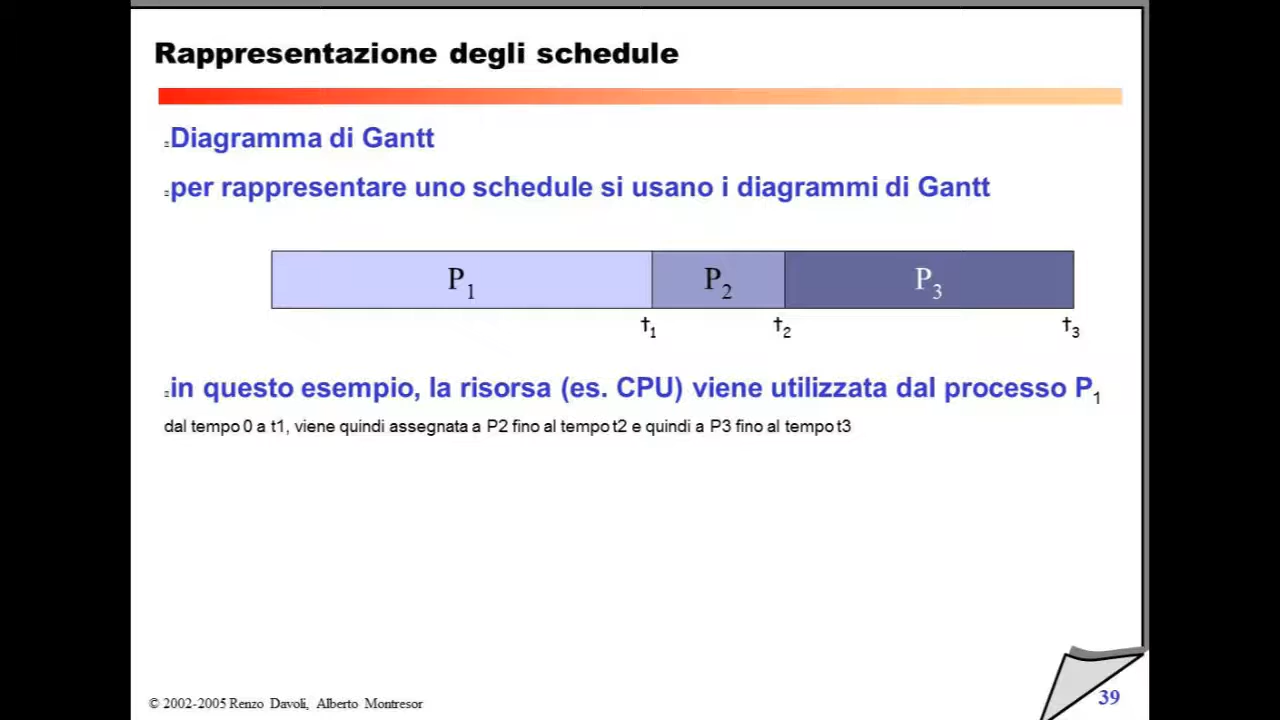 Rappresentazione degli schedule
Diagramma di Gantt
per rappresentare uno schedule si usano i diagrammi di Gantt
P1 P2 P3
t1 t2 t3
in questo esempio, la risorsa (es. CPU) viene utilizzata dal processo P1
dal tempo 0 a t1, viene quindi assegnata a P2 fino al tempo t2 e quindi a P3 fino al tempo t3
© 2002-2005 Renzo Davoli, Alberto Montresor
39